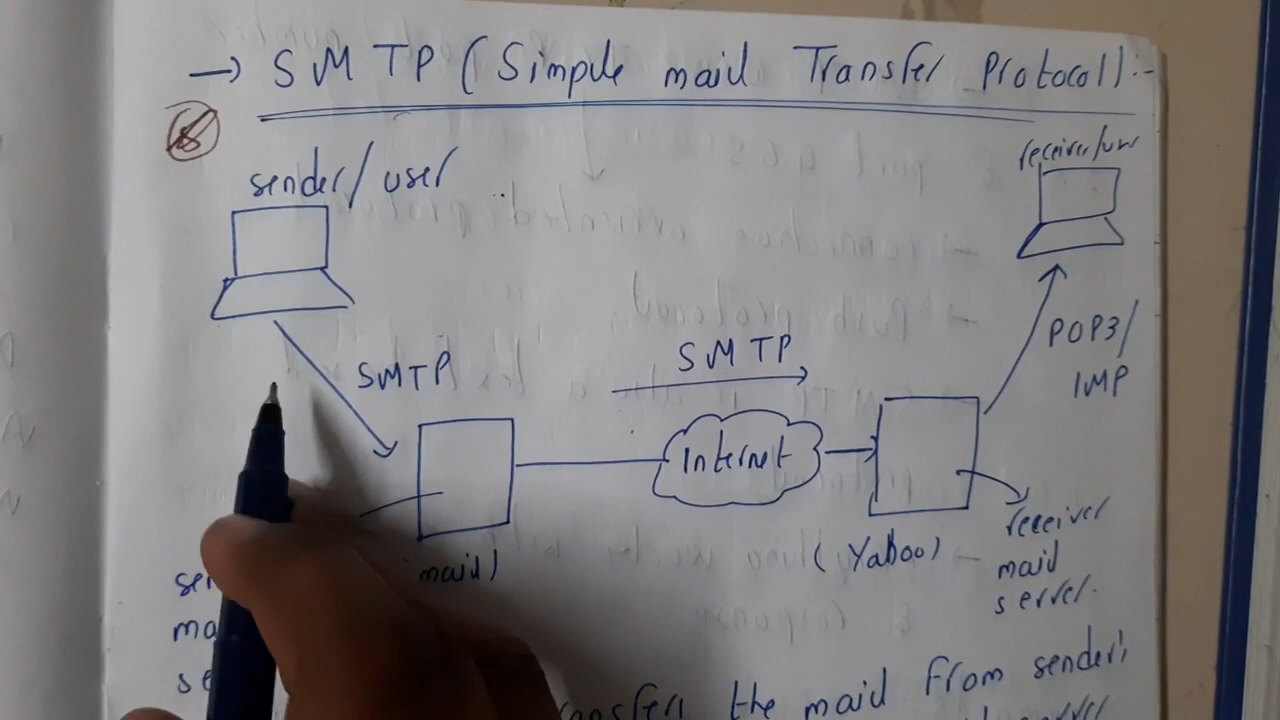 → SMTP (Simple mail Transfer Protocol):-
sender/ user
receiver/user
SMTP
SMTP
POP3/
IMP
Internet
mail)
(Yahoo)
receiver
mail
server.
the mail from sender's